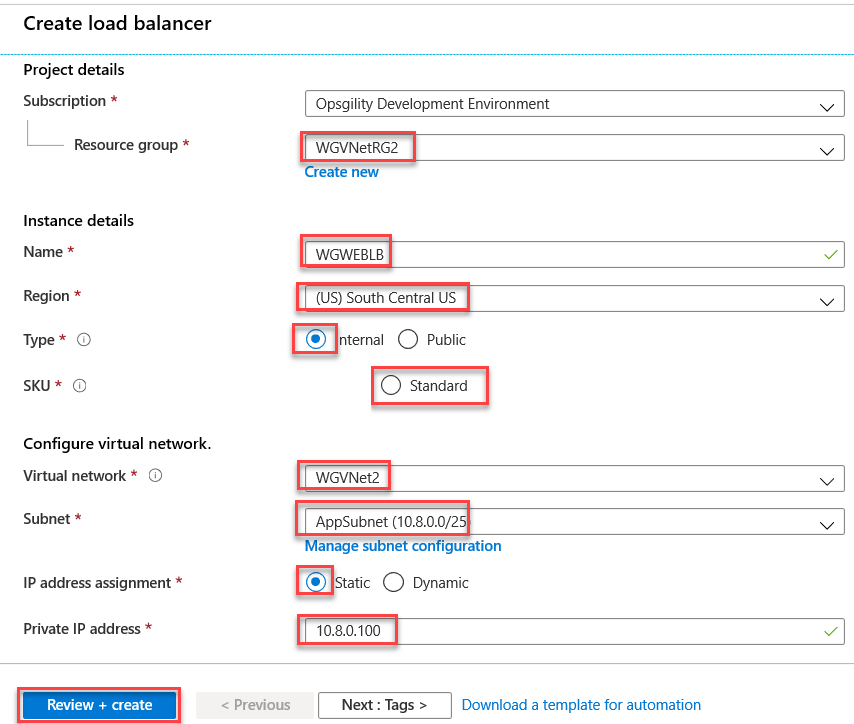 Create load balancer
Project details
Subscription *
Opsgility Development Environment
Resource group *
WGVNetRG2
Create new
Instance details
Name *
WGWEBLB
Region *
(US) South Central US
Type *
Internal
Public
SKU *
Standard
Configure virtual network.
Virtual network *
WGVNet2
Subnet *
AppSubnet (10.8.0.0/25
Manage subnet configuration
IP address assignment *
Static
Dynamic
Private IP address *
10.8.0.100
Review + create
< Previous
Next : Tags >
Download a template for automation